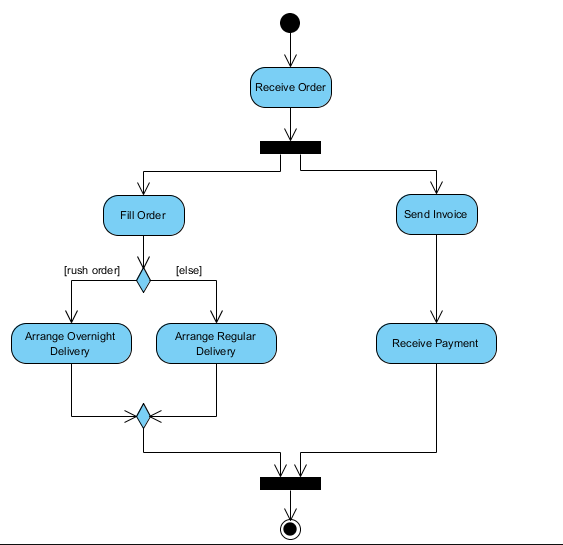 Receive Order
Fill Order
Send Invoice
[rush order]
[else]
Arrange Overnight
Delivery
Arrange Regular
Delivery
Receive Payment